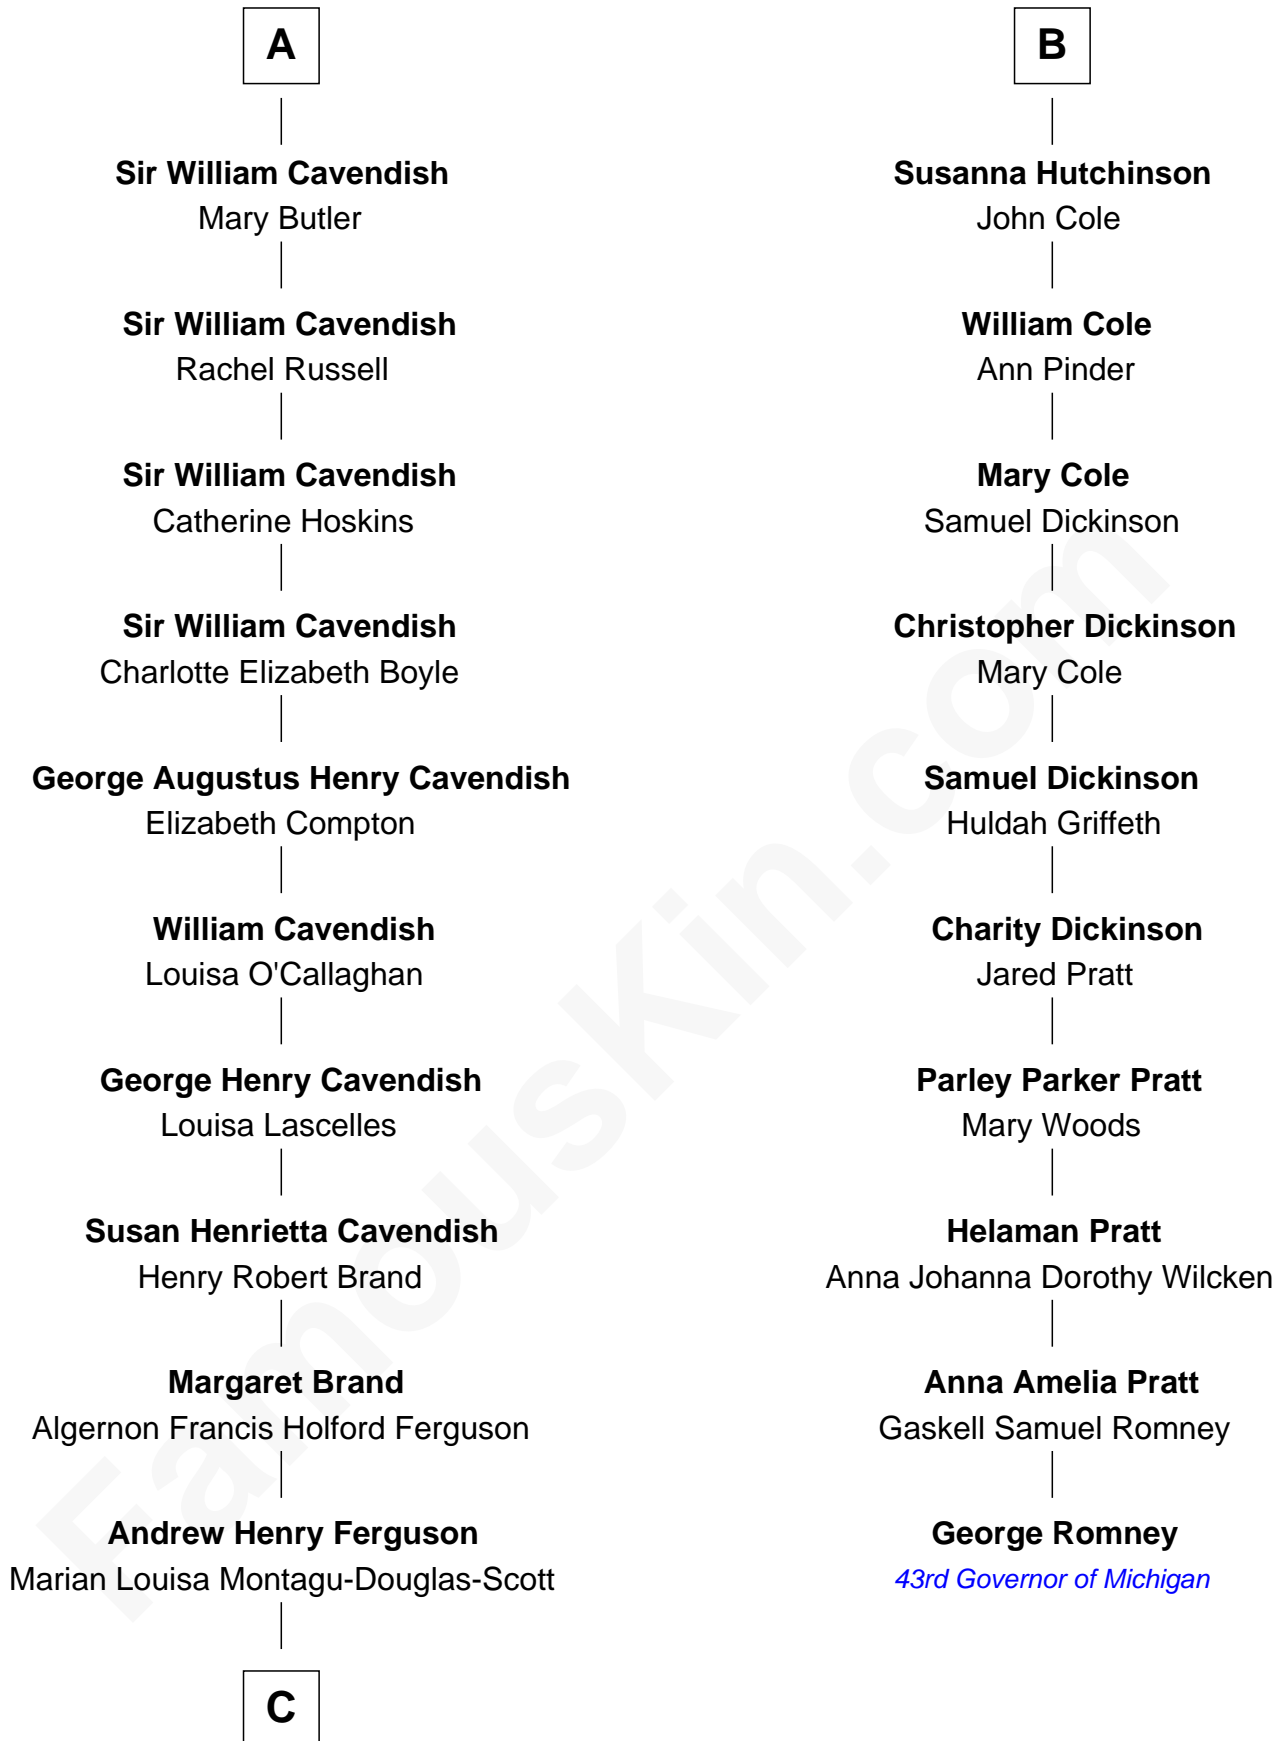 A
Sir William Cavendish
Mary Butler
Sir William Cavendish
Rachel Russell
Sir William Cavendish
Catherine Hoskins
Sir William Cavendish
Charlotte Elizabeth Boyle
George Augustus Henry Cavendish
Elizabeth Compton
William Cavendish
Louisa O'Callaghan
George Henry Cavendish
Louisa Lascelles
Susan Henrietta Cavendish
Henry Robert Brand
Margaret Brand
Algernon Francis Holford Ferguson
Andrew Henry Ferguson
Marian Louisa Montagu-Douglas-Scott
C
B
Susanna Hutchinson
John Cole
William Cole
Ann Pinder
Mary Cole
Samuel Dickinson
Christopher Dickinson
Mary Cole
Samuel Dickinson
Huldah Griffeth
Charity Dickinson
Jared Pratt
Parley Parker Pratt
Mary Woods
Helaman Pratt
Anna Johanna Dorothy Wilcken
Anna Amelia Pratt
Gaskell Samuel Romney
George Romney
43rd Governor of Michigan
FamousKin.com